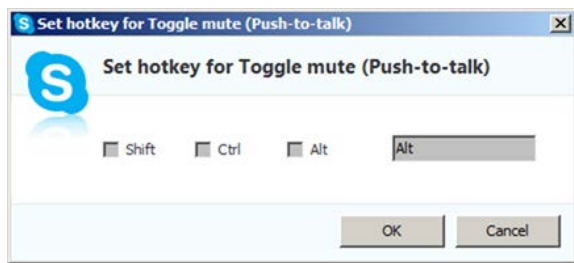 Set hotkey for Toggle mute (Push-to-talk)
Set hotkey for Toggle mute (Push-to-talk)
Shift Ctrl Alt Alt
OK Cancel